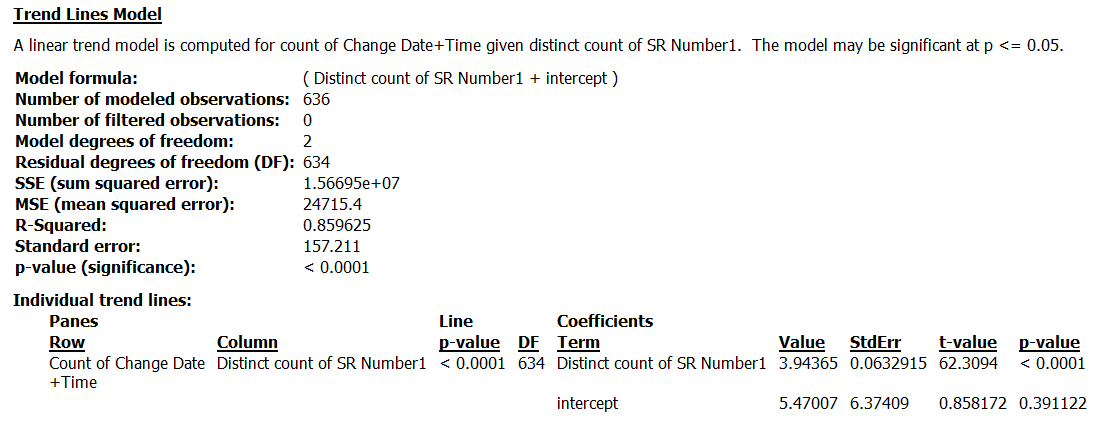 Trend Lines Model
A linear trend model is computed for count of Change Date+Time given distinct count of SR Number1.  The model may be significant at p <= 0.05.
Model formula: ( Distinct count of SR Number1 + intercept )
Number of modeled observations: 636
Number of filtered observations: 0
Model degrees of freedom: 2
Residual degrees of freedom (DF): 634
SSE (sum squared error): 1.56695e+07
MSE (mean squared error): 24715.4
R-Squared: 0.859625
Standard error: 157.211
p-value (significance): < 0.0001
Individual trend lines:
Panes Line Coefficients
Row Column p-value DF Term Value StdErr t-value p-value
Count of Change Date Distinct count of SR Number1 < 0.0001 634 Distinct count of SR Number1 3.94365 0.0632915 62.3094 < 0.0001
+Time
intercept 5.47007 6.37409 0.858172 0.391122